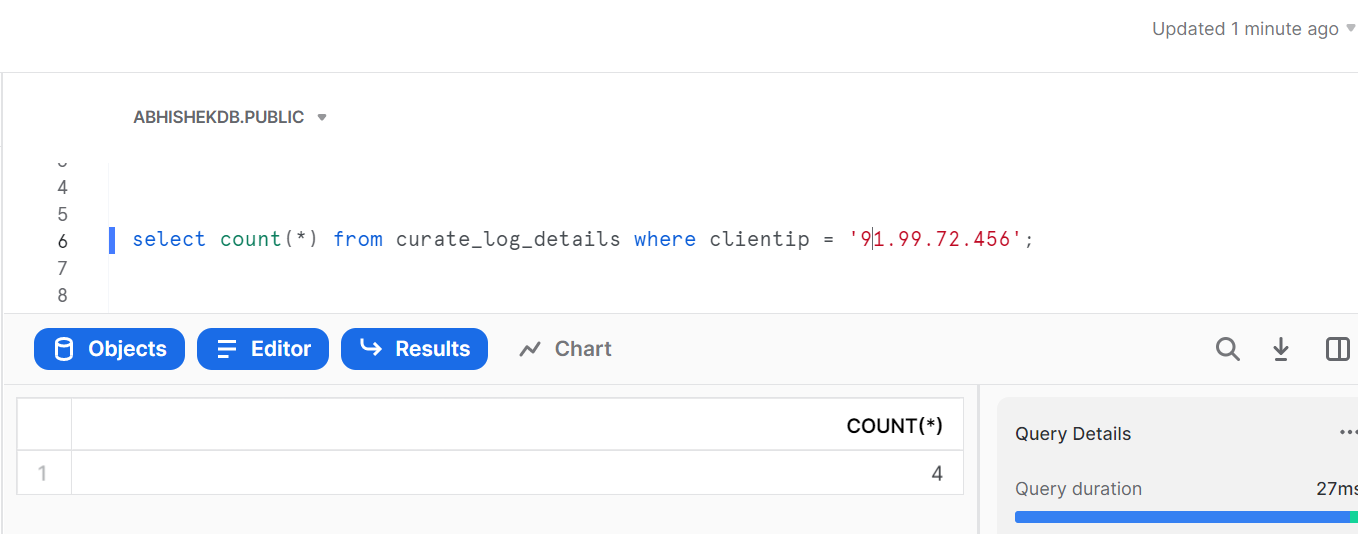 Updated 1 minute ago
ABHISHEKDB.PUBLIC
4
5
6 select count(*) from curate_log_details where clientip = '91.99.72.456';
7
8
Objects Editor Results Chart
COUNT(*)
1 4
Query Details
Query duration 27ms